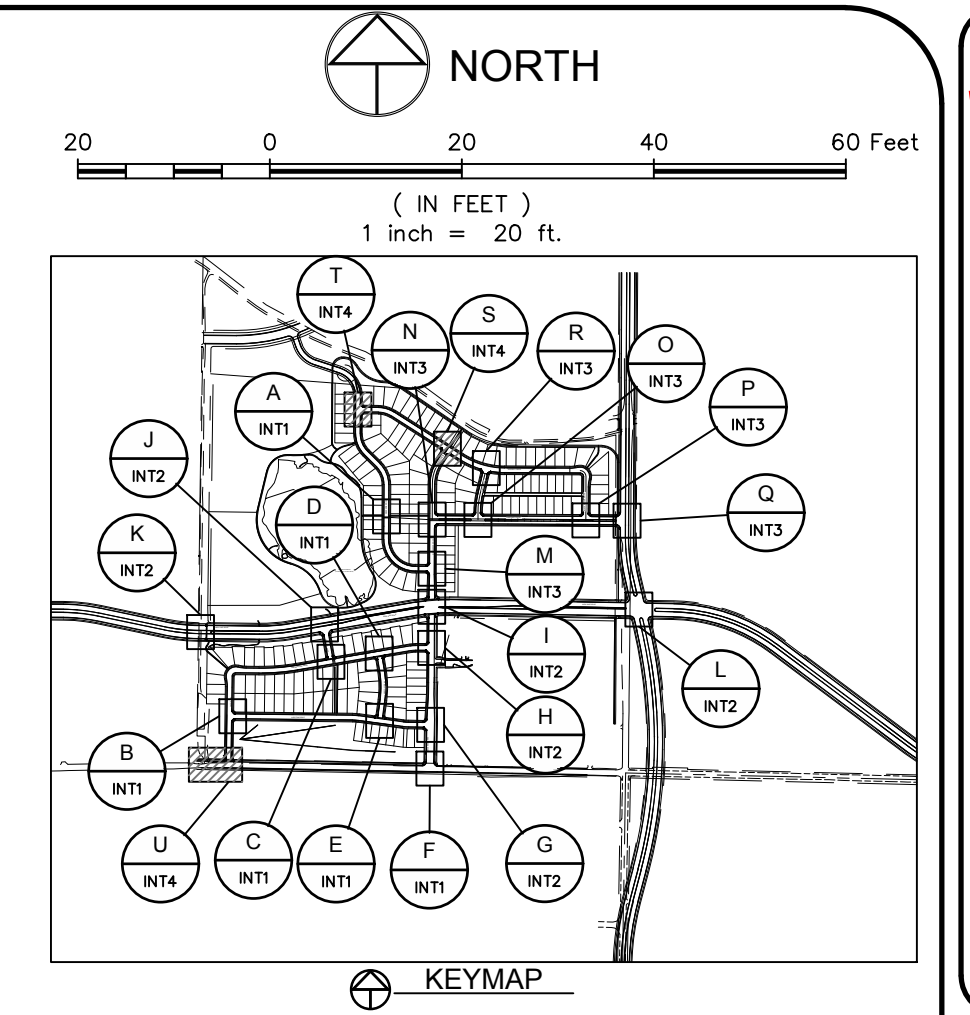 NORTH
20 0 20 40 60 Feet
( IN FEET )
1 inch = 20 ft.
T
INT4
N
INT3
S
INT4
R
INT3
O
INT3
A
INT1
P
INT3
J
INT2
D
INT1
Q
INT3
K
INT2
M
INT3
I
INT2
L
INT2
H
INT2
B
INT1
U
INT4
C
INT1
E
INT1
F
INT1
G
INT2
KEYMAP